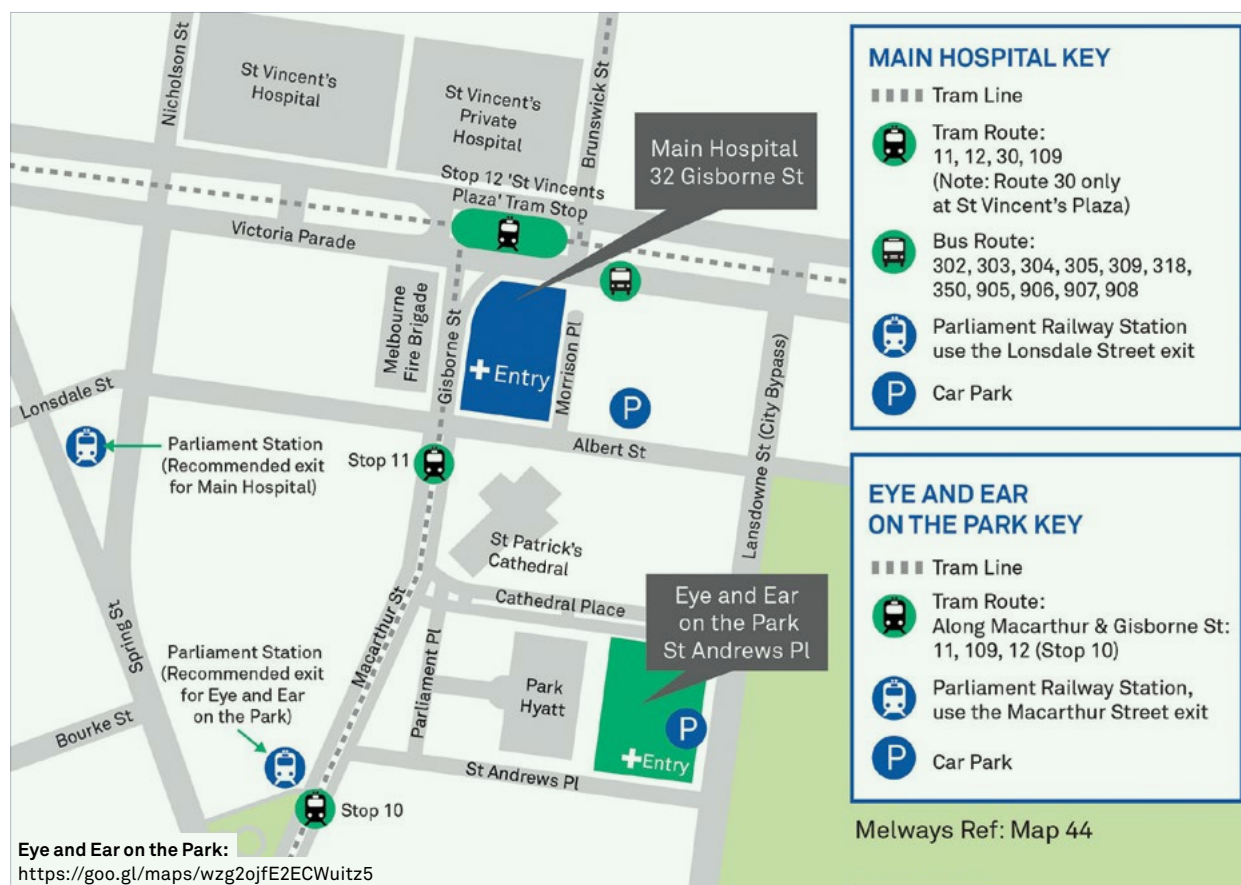 Nicholson St
St Vincent's
Hospital
St Vincent's
Private
Hospital
Brunswick St
Main Hospital
32 Gisborne St
Stop 12 'St Vincents
Plaza' Tram Stop
Victoria Parade
Melbourne
Fire Brigade
Gisborne St
Entry
Morrison Pl
P
Lansdowne St (City Bypass)
Lonsdale St
Parliament Station
(Recommended exit
for Main Hospital)
Stop 11
Albert St
St Patrick's
Cathedral
Cathedral Place
Eye and Ear
on the Park
St Andrews Pl
Spring St
Macarthur St
Parliament Pl
Parliament Station
(Recommended exit
for Eye and Ear
on the Park)
Park
Hyatt
P
Entry
Bourke St
St Andrews Pl
Stop 10
Eye and Ear on the Park:
https://goo.gl/maps/wzg2ojfE2ECWuitz5
MAIN HOSPITAL KEY
Tram Line
Tram Route:
11, 12, 30, 109
(Note: Route 30 only
at St Vincent's Plaza)
Bus Route:
302, 303, 304, 305, 309, 318,
350, 905, 906, 907, 908
Parliament Railway Station
use the Lonsdale Street exit
P Car Park
EYE AND EAR
ON THE PARK KEY
Tram Line
Tram Route:
Along Macarthur & Gisborne St:
11, 109, 12 (Stop 10)
Parliament Railway Station,
use the Macarthur Street exit
P Car Park
Melways Ref: Map 44